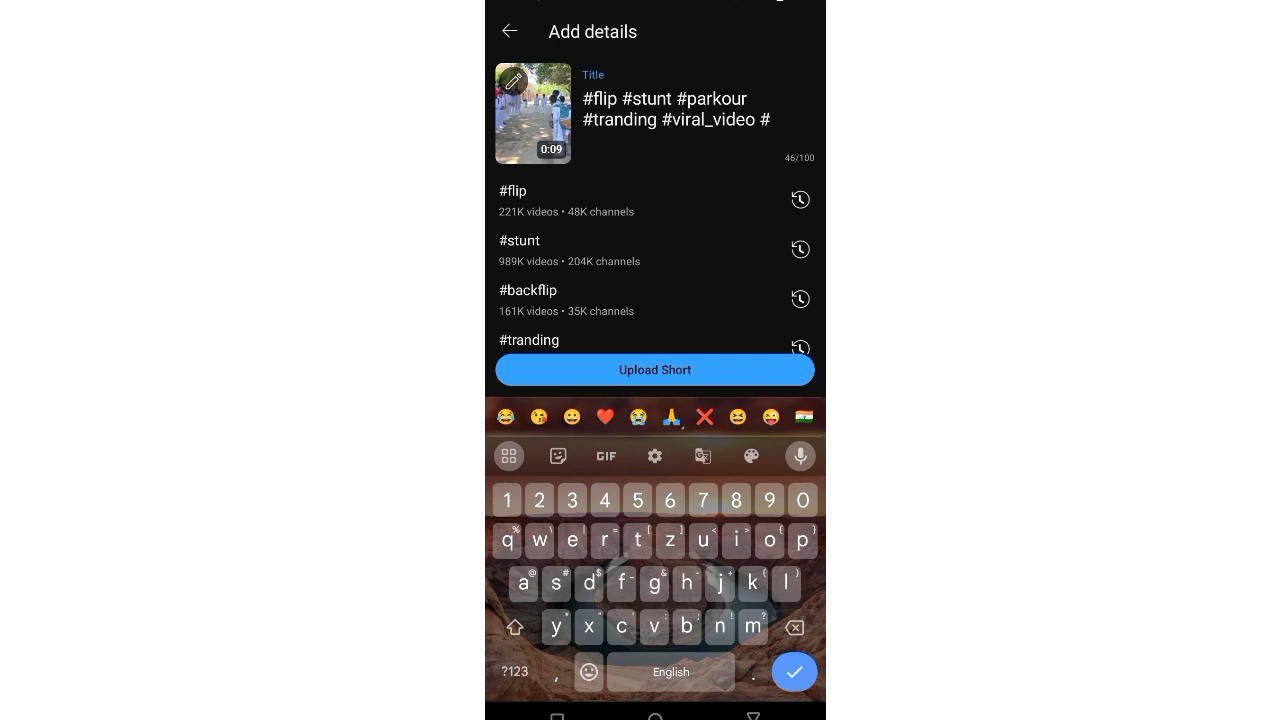 Add details
Title
#flip #stunt #parkour
#tranding #viral_video #
0:09
46/100
#flip
221K videos • 48K channels
#stunt
989K videos • 204K channels
#backflip
161K videos • 35K channels
#tranding
Upload Short
GIF
1 2 3 4 5 6 7 8 9 0
q w e r t z u i o p
a s d f g h j k l
y x c v b n m
?123 , English .